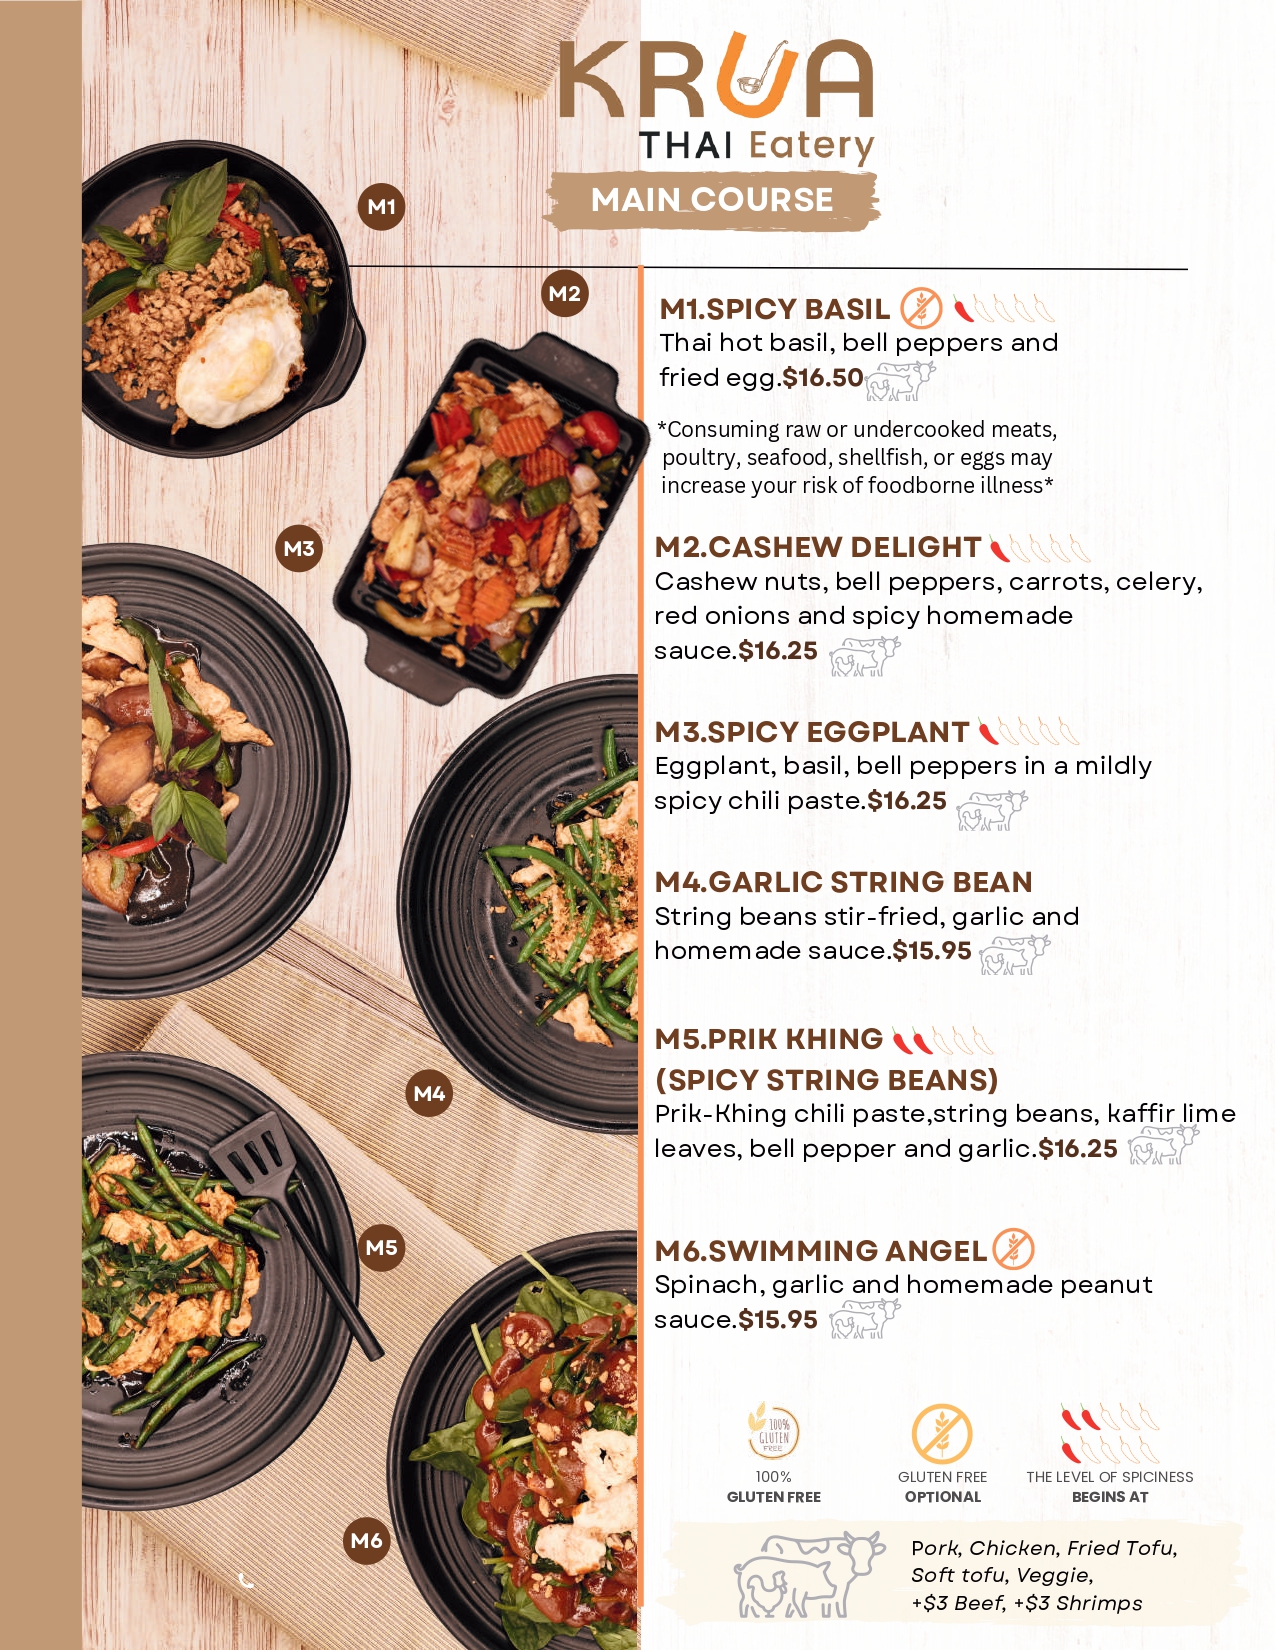 KRUA
THAI Eatery
MAIN COURSE
M1
M2
M3
M4
M5
M6
M1.SPICY BASIL
Thai hot basil, bell peppers and
fried egg.$16.50
*Consuming raw or undercooked meats,
poultry, seafood, shellfish, or eggs may
increase your risk of foodborne illness*
M2.CASHEW DELIGHT
Cashew nuts, bell peppers, carrots, celery,
red onions and spicy homemade
sauce.$16.25
M3.SPICY EGGPLANT
Eggplant, basil, bell peppers in a mildly
spicy chili paste.$16.25
M4.GARLIC STRING BEAN
String beans stir-fried, garlic and
homemade sauce.$15.95
M5.PRIK KHING
(SPICY STRING BEANS)
Prik-Khing chili paste,string beans, kaffir lime
leaves, bell pepper and garlic.$16.25
M6.SWIMMING ANGEL
Spinach, garlic and homemade peanut
sauce.$15.95
100%
GLUTEN
FREE
100%
GLUTEN FREE
GLUTEN FREE
OPTIONAL
THE LEVEL OF SPICINESS
BEGINS AT
Pork, Chicken, Fried Tofu,
Soft tofu, Veggie,
+$3 Beef, +$3 Shrimps